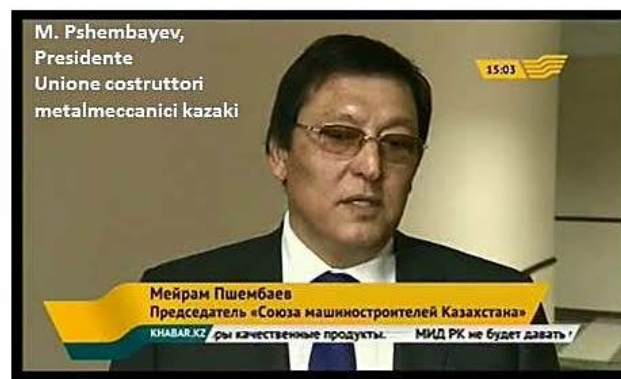 M. Pshembayev,
Presidente
Unione costruttori
metalmeccanici kazaki
15:03
Мейрам Пшембаев
Председатель «Союза машиностроителей Казахстана»
KHABAR.KZ ры качественные продукты. МИД РК не будет давать